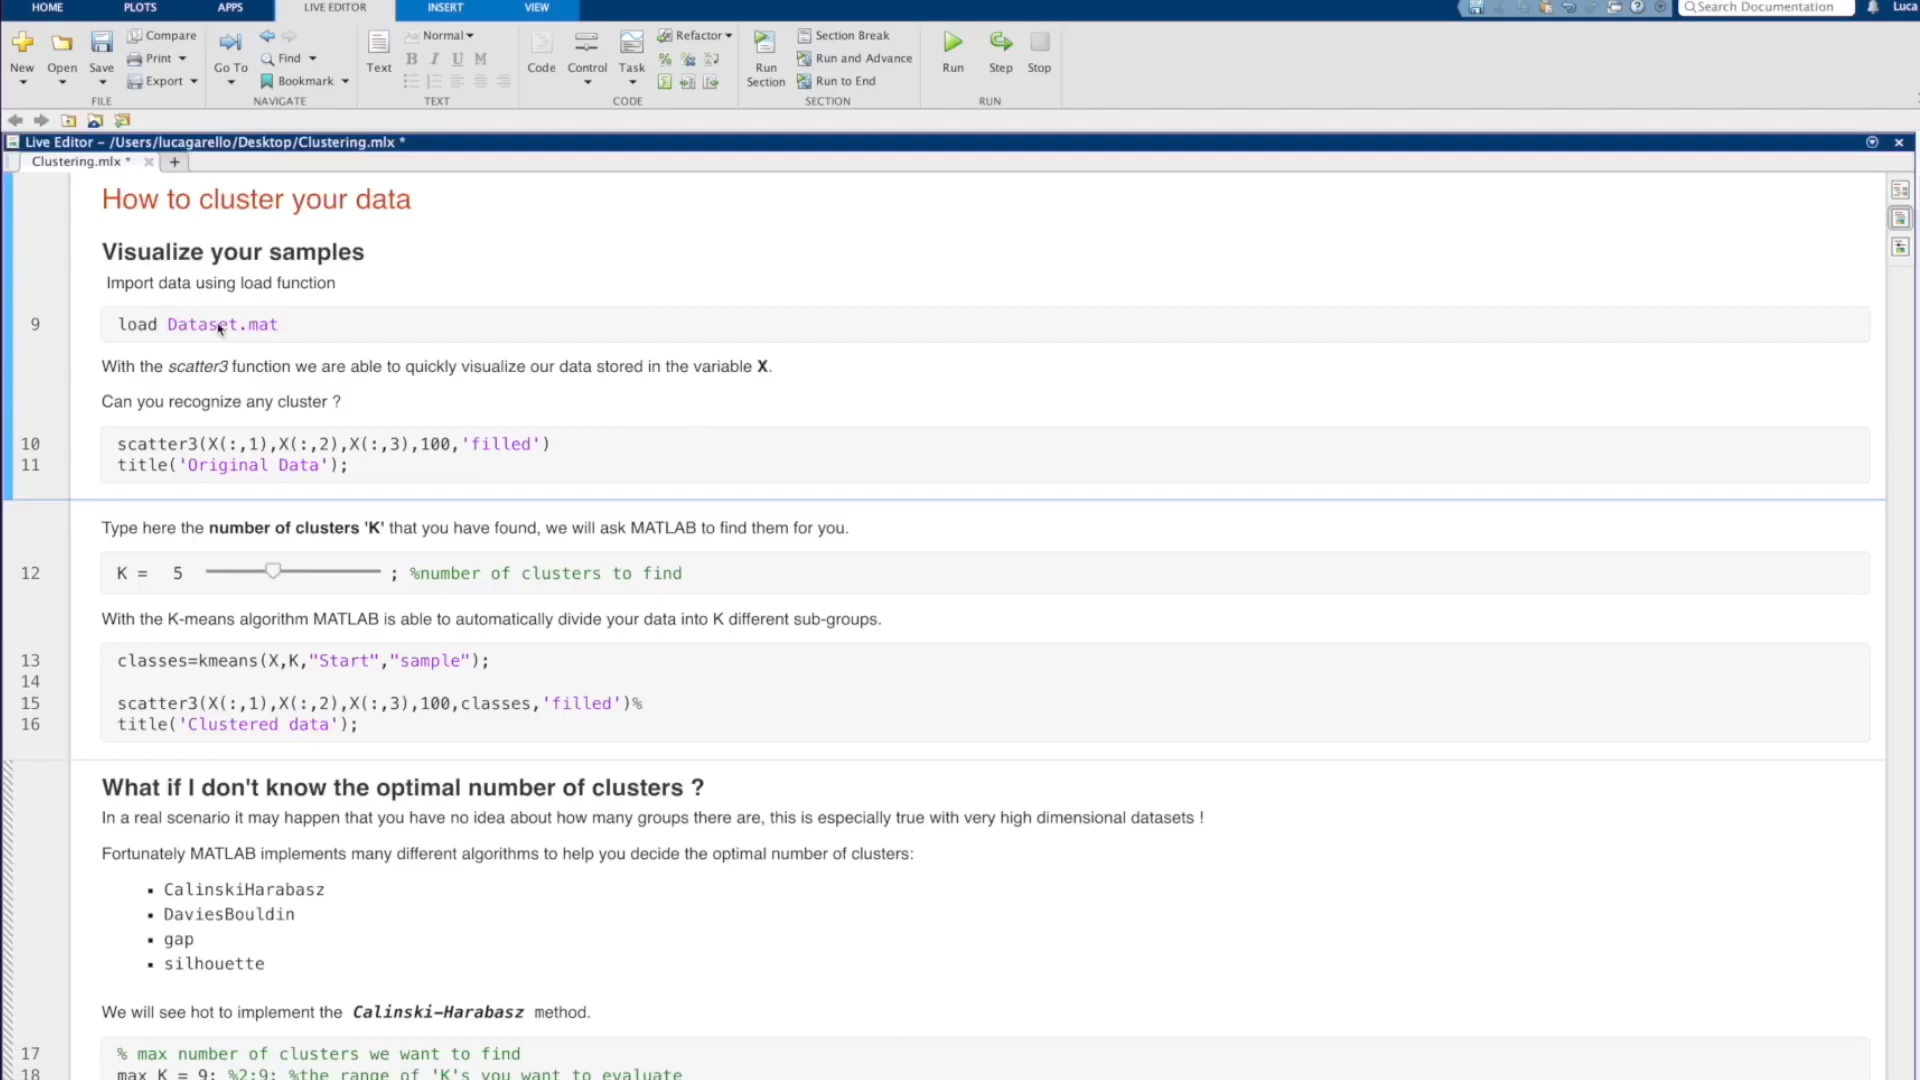 HOME PLOTS APPS LIVE EDITOR INSERT VIEW Search Documentation Luca
New Open Save Compare Print Export Go To Find Bookmark Text Normal B I U M Code Control Task Refactor Run Section Section Break Run and Advance Run to End Run Step Stop
FILE NAVIGATE TEXT CODE SECTION RUN
Live Editor – /Users/lucagarello/Desktop/Clustering.mlx *
Clustering.mlx * +
How to cluster your data
Visualize your samples
Import data using load function
9 load Dataset.mat
With the scatter3 function we are able to quickly visualize our data stored in the variable X.
Can you recognize any cluster ?
10 scatter3(X(:,1),X(:,2),X(:,3),100,'filled')
11 title('Original Data');
Type here the number of clusters 'K' that you have found, we will ask MATLAB to find them for you.
12 K = 5 ; %number of clusters to find
With the K-means algorithm MATLAB is able to automatically divide your data into K different sub-groups.
13 classes=kmeans(X,K,"Start","sample");
14
15 scatter3(X(:,1),X(:,2),X(:,3),100,classes,'filled')%
16 title('Clustered data');
What if I don't know the optimal number of clusters ?
In a real scenario it may happen that you have no idea about how many groups there are, this is especially true with very high dimensional datasets !
Fortunately MATLAB implements many different algorithms to help you decide the optimal number of clusters:
▪ CalinskiHarabasz
▪ DaviesBouldin
▪ gap
▪ silhouette
We will see hot to implement the Calinski-Harabasz method.
17 % max number of clusters we want to find
18 max_K = 9; %2:9; %the range of 'K's you want to evaluate